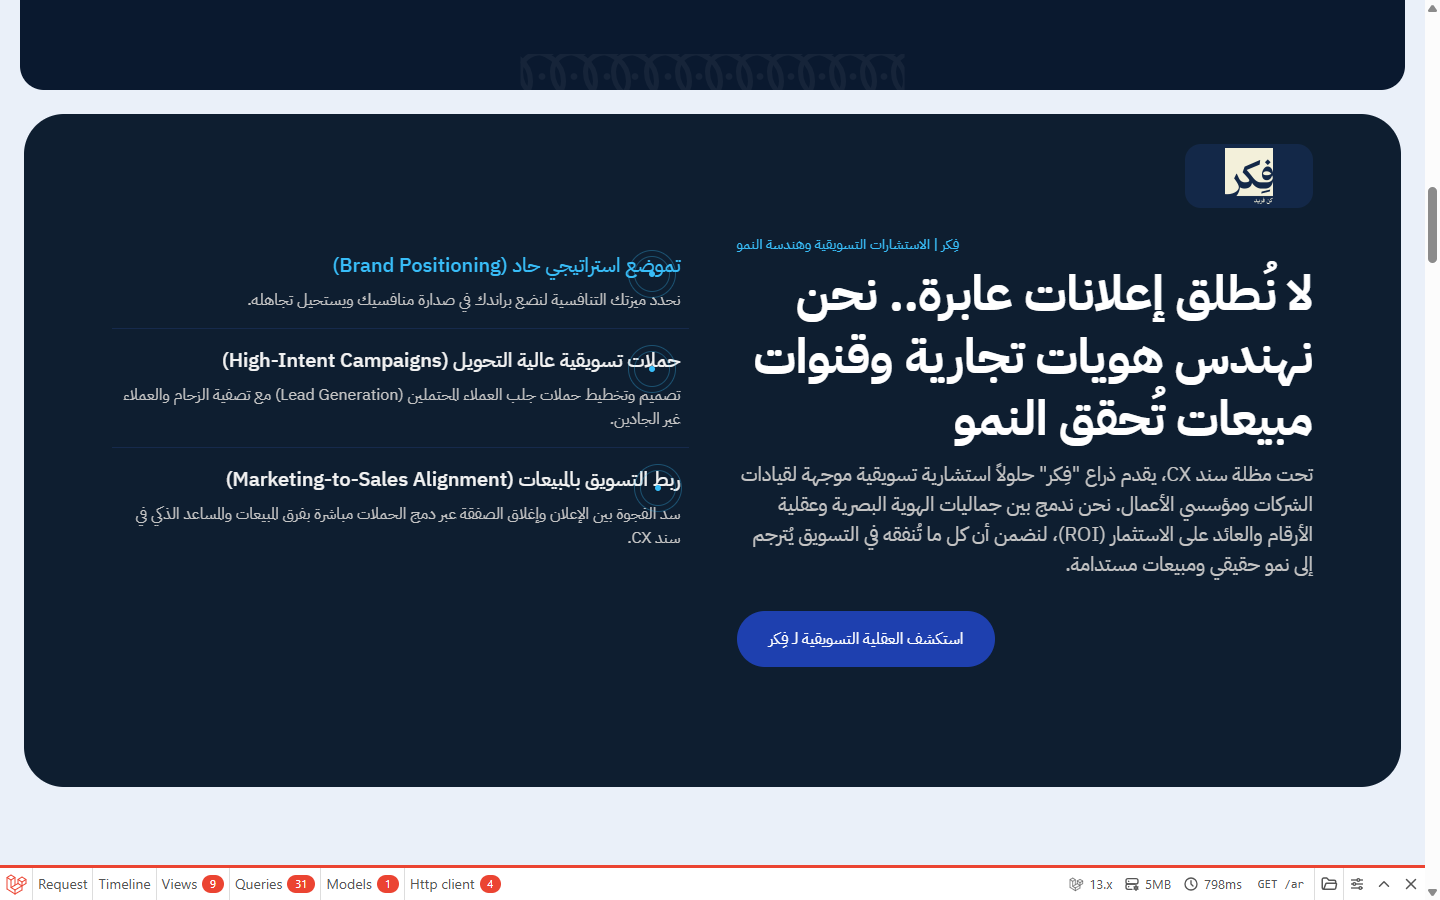 فِكر
كن فريد
فِكر | الاستشارات التسويقية وهندسة النمو
لا نُطلق إعلانات عابرة.. نحن
نهندس هويات تجارية وقنوات
مبيعات تُحقق النمو
تحت مظلة سند CX، يقدم ذراع "فِكر" حلولاً استشارية تسويقية موجهة لقيادات
الشركات ومؤسسي الأعمال. نحن ندمج بين جماليات الهوية البصرية وعقلية
الأرقام والعائد على الاستثمار (ROI)، لنضمن أن كل ما تُنفقه في التسويق يُترجم
إلى نمو حقيقي ومبيعات مستدامة.
استكشف العقلية التسويقية لـ فِكر
تموضع استراتيجي حاد (Brand Positioning)
نحدد ميزتك التنافسية لنضع براندك في صدارة منافسيك ويستحيل تجاهله.
حملات تسويقية عالية التحويل (High-Intent Campaigns)
تصميم وتخطيط حملات جلب العملاء المحتملين (Lead Generation) مع تصفية الزحام والعملاء
غير الجادين.
ربط التسويق بالمبيعات (Marketing-to-Sales Alignment)
سد الفجوة بين الإعلان وإغلاق الصفقة عبر دمج الحملات مباشرة بفرق المبيعات والمساعد الذكي في
سند CX.
Request Timeline Views 9 Queries 31 Models 1 Http client 4 13.x 5MB 798ms GET /ar